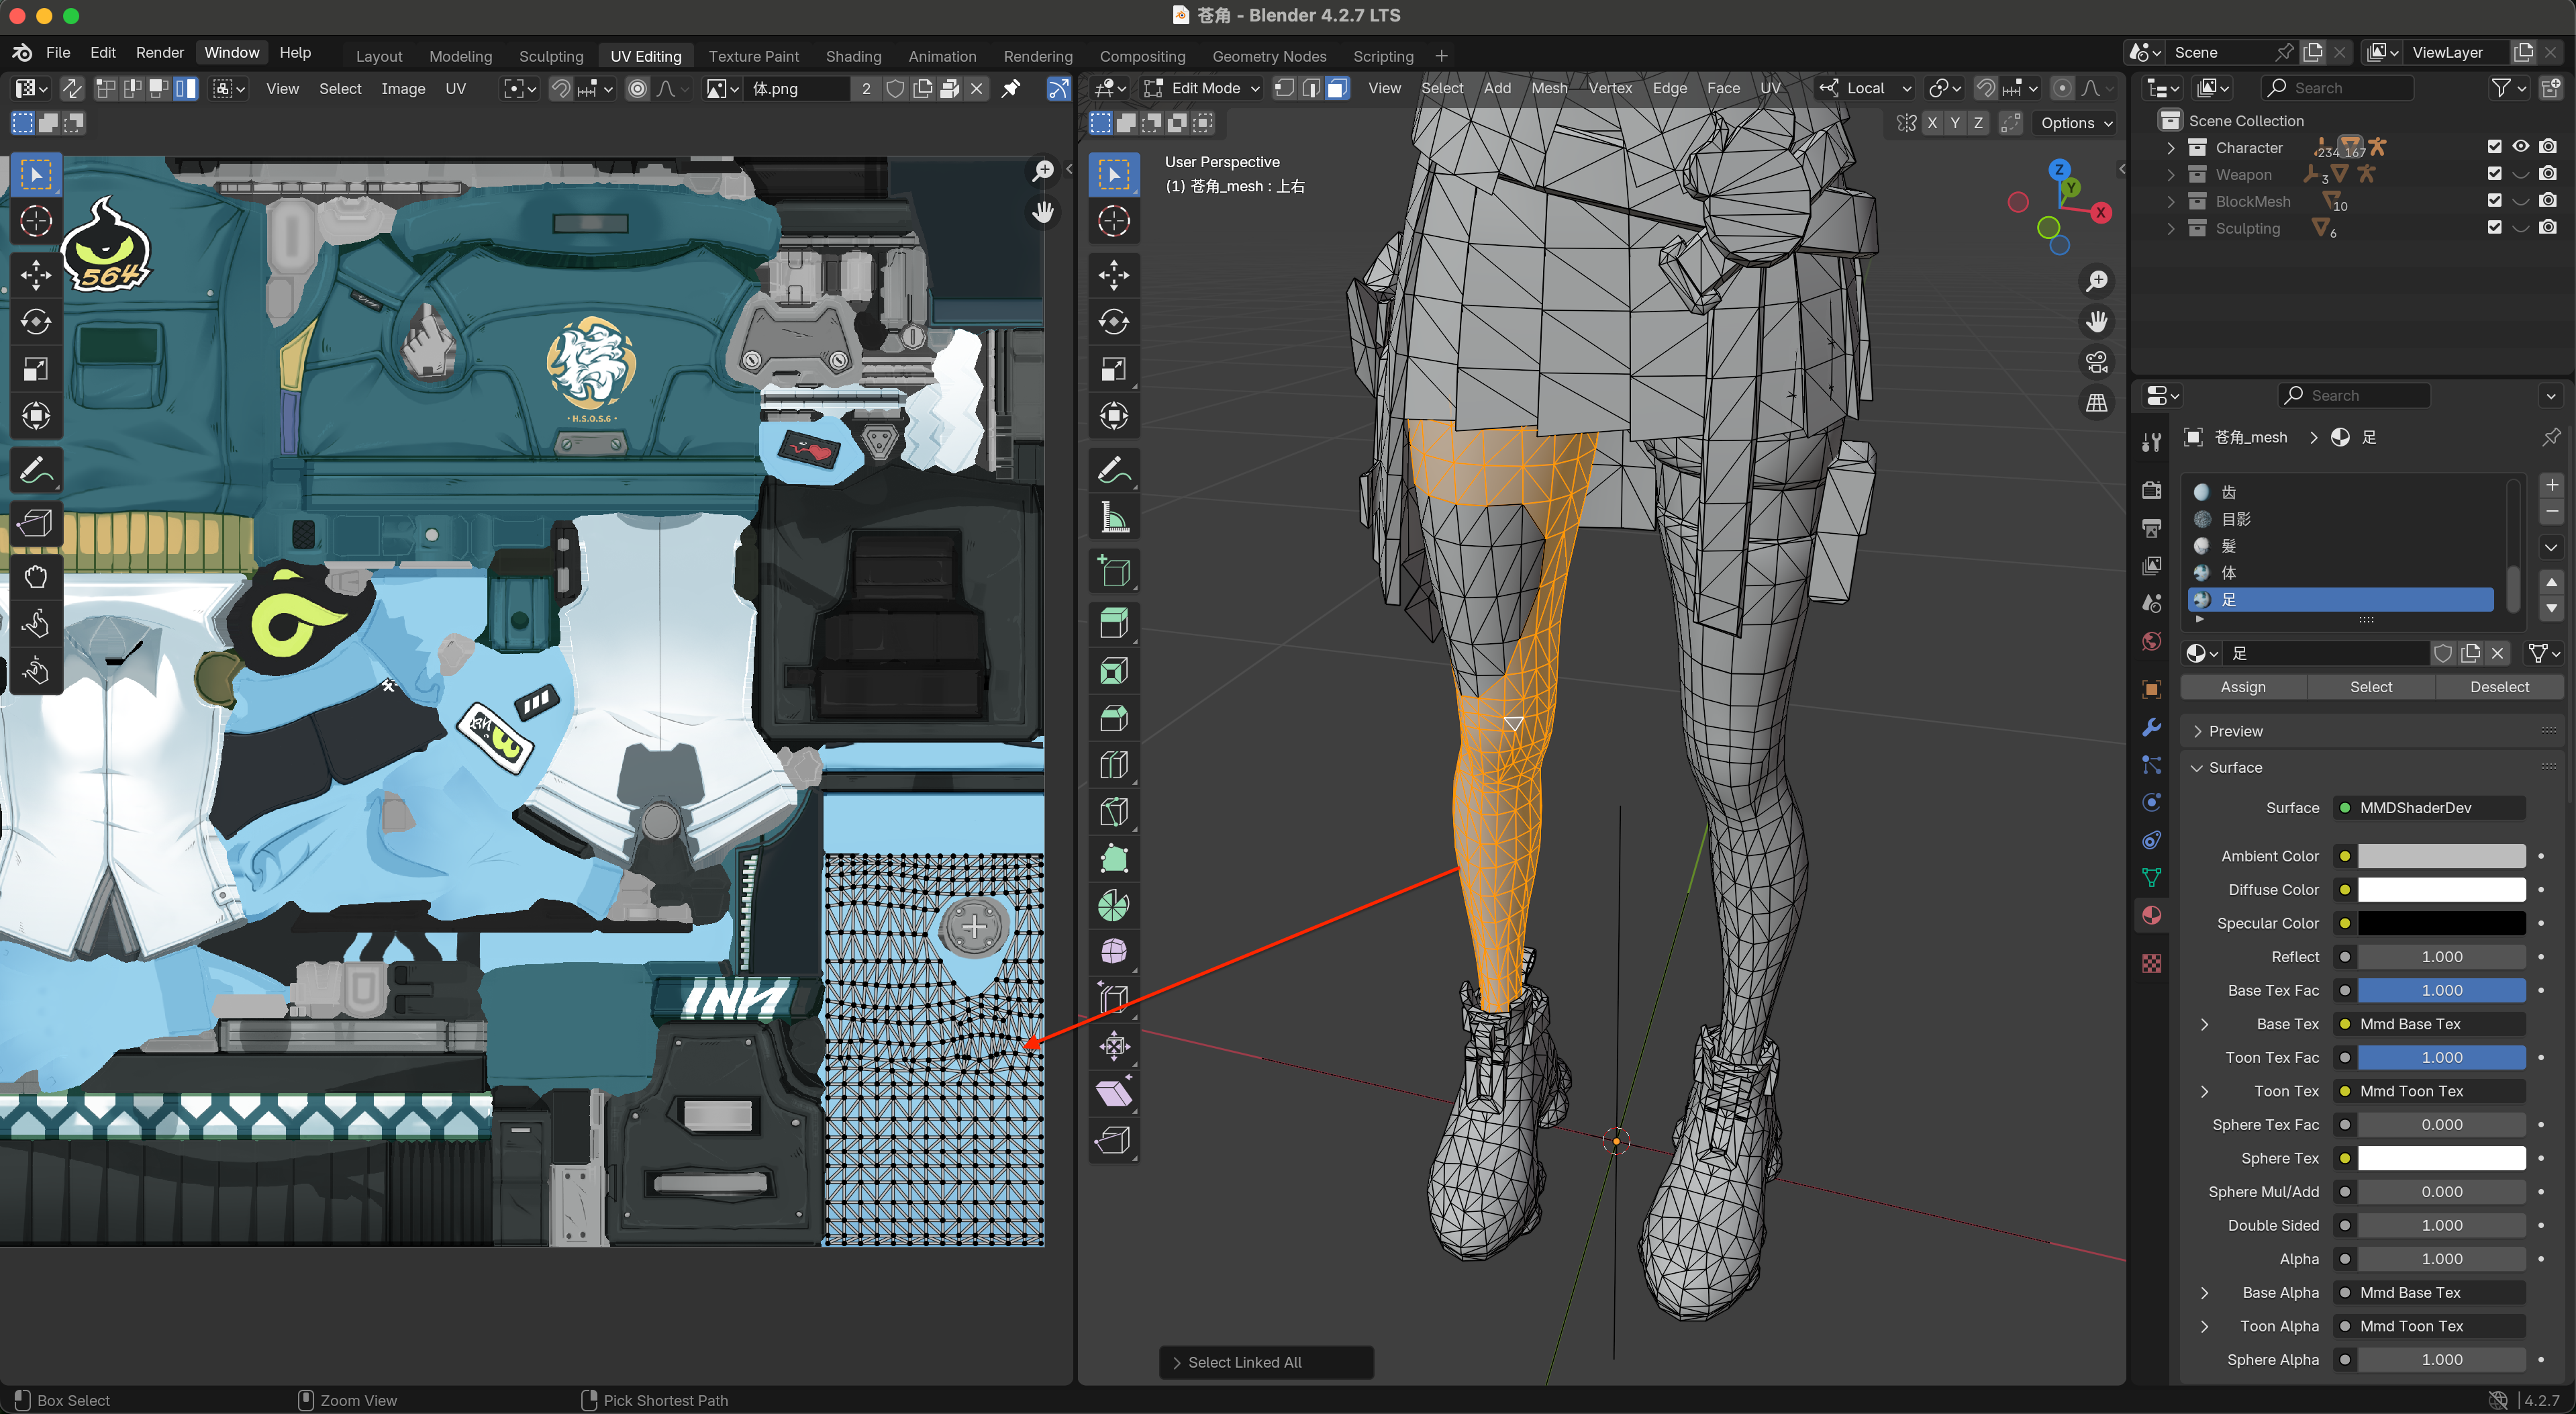 苍角 - Blender 4.2.7 LTS
File Edit Render Window Help
Layout Modeling Sculpting UV Editing Texture Paint Shading Animation Rendering Compositing Geometry Nodes Scripting +
Scene
ViewLayer
View Select Image UV
体.png 2
Edit Mode
View Select Add Mesh Vertex Edge Face UV
Local
Search
X Y Z
Options
Scene Collection
Character 234 167
Weapon 3
BlockMesh 10
Sculpting 6
User Perspective
(1) 苍角_mesh : 上右
Z
Y
X
564
·H.S.O.S.6·
Search
苍角_mesh > 足
齿
目影
髪
体
足
足
Assign Select Deselect
Preview
Surface
Surface MMDShaderDev
Ambient Color
Diffuse Color
Specular Color
Reflect 1.000
Base Tex Fac 1.000
Base Tex Mmd Base Tex
Toon Tex Fac 1.000
Toon Tex Mmd Toon Tex
Sphere Tex Fac 0.000
Sphere Tex
Sphere Mul/Add 0.000
Double Sided 1.000
Alpha 1.000
Base Alpha Mmd Base Tex
Toon Alpha Mmd Toon Tex
Sphere Alpha 1.000
Select Linked All
Box Select Zoom View Pick Shortest Path
4.2.7